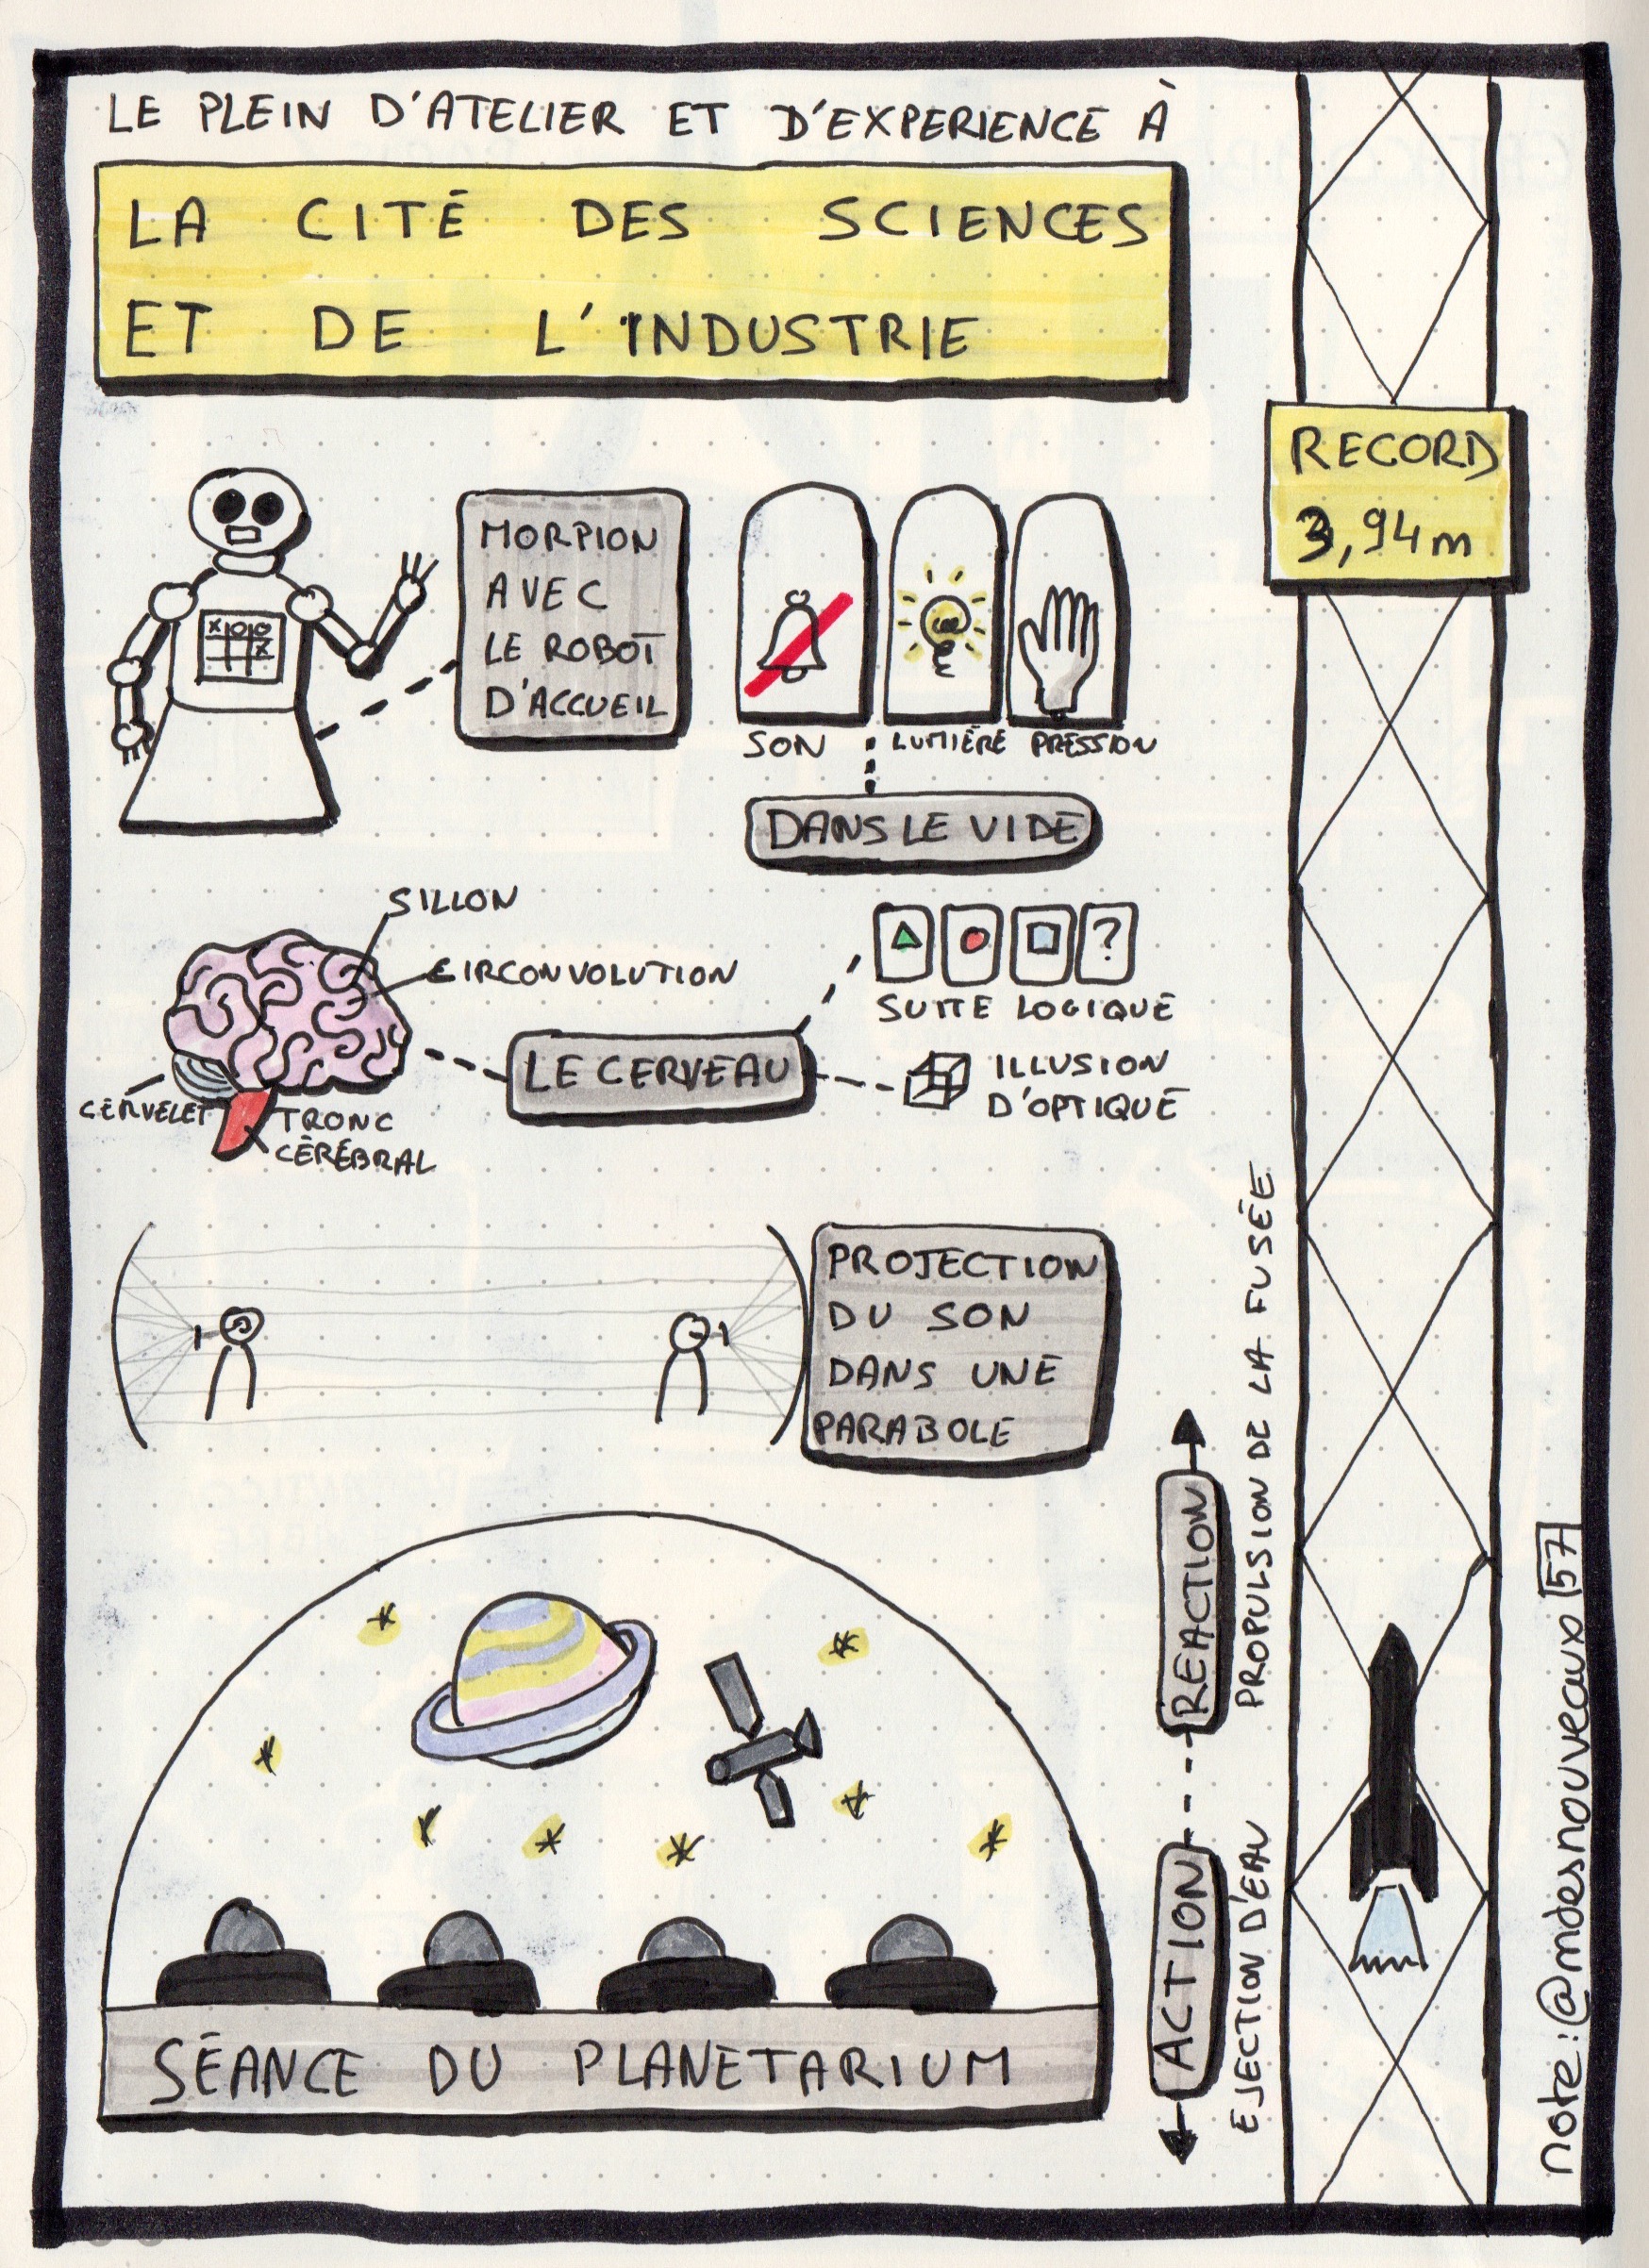 LE PLEIN D'ATELIER ET D'EXPERIENCE À
LA CITÉ DES SCIENCES
ET DE L'INDUSTRIE
RECORD
3,94m
MORPION
AVEC
LE ROBOT
D'ACCUEIL
X O O
X
SON
LUMIÈRE
PRESSION
DANS LE VIDE
SILLON
CIRCONVOLUTION
CERVELET
TRONC
CÉRÉBRAL
LE CERVEAU
?
SUITE LOGIQUE
ILLUSION
D'OPTIQUE
PROJECTION
DU SON
DANS UNE
PARABOLE
RÉACTION
PROPULSION DE LA FUSÉE
ACTION
EJECTION D'EAU
SÉANCE DU PLANETARIUM
note:@mdesnouveaux 57